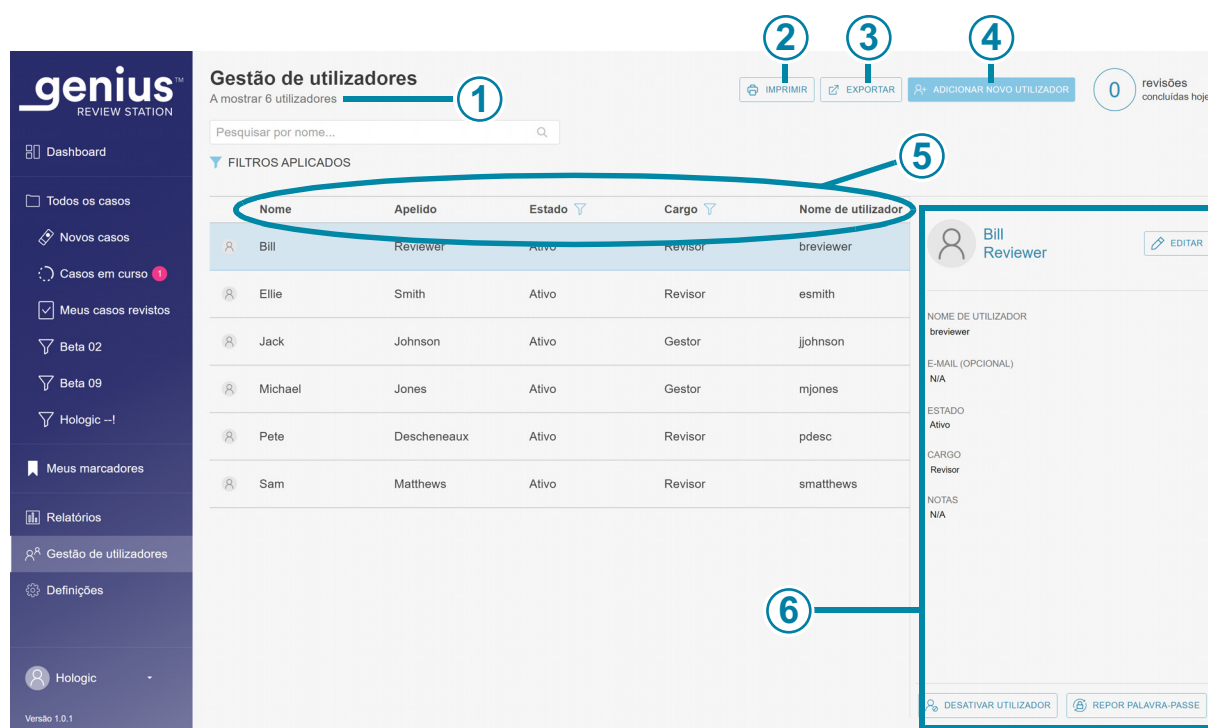 2
3
4
genius™
REVIEW STATION
Gestão de utilizadores
A mostrar 6 utilizadores
1
IMPRIMIR
EXPORTAR
ADICIONAR NOVO UTILIZADOR
0
revisões
concluídas hoje
Pesquisar por nome...
FILTROS APLICADOS
5
Dashboard
Todos os casos
Novos casos
Casos em curso 1
Meus casos revistos
Beta 02
Beta 09
Hologic --!
Meus marcadores
Relatórios
Gestão de utilizadores
Definições
Hologic
Versão 1.0.1
Nome Apelido Estado Cargo Nome de utilizador
Bill Reviewer Ativo Revisor breviewer
Ellie Smith Ativo Revisor esmith
Jack Johnson Ativo Gestor jjohnson
Michael Jones Ativo Gestor mjones
Pete Descheneaux Ativo Revisor pdesc
Sam Matthews Ativo Revisor smatthews
Bill
Reviewer
EDITAR
NOME DE UTILIZADOR
breviewer
E-MAIL (OPCIONAL)
N/A
ESTADO
Ativo
CARGO
Revisor
NOTAS
N/A
6
DESATIVAR UTILIZADOR
REPOR PALAVRA-PASSE